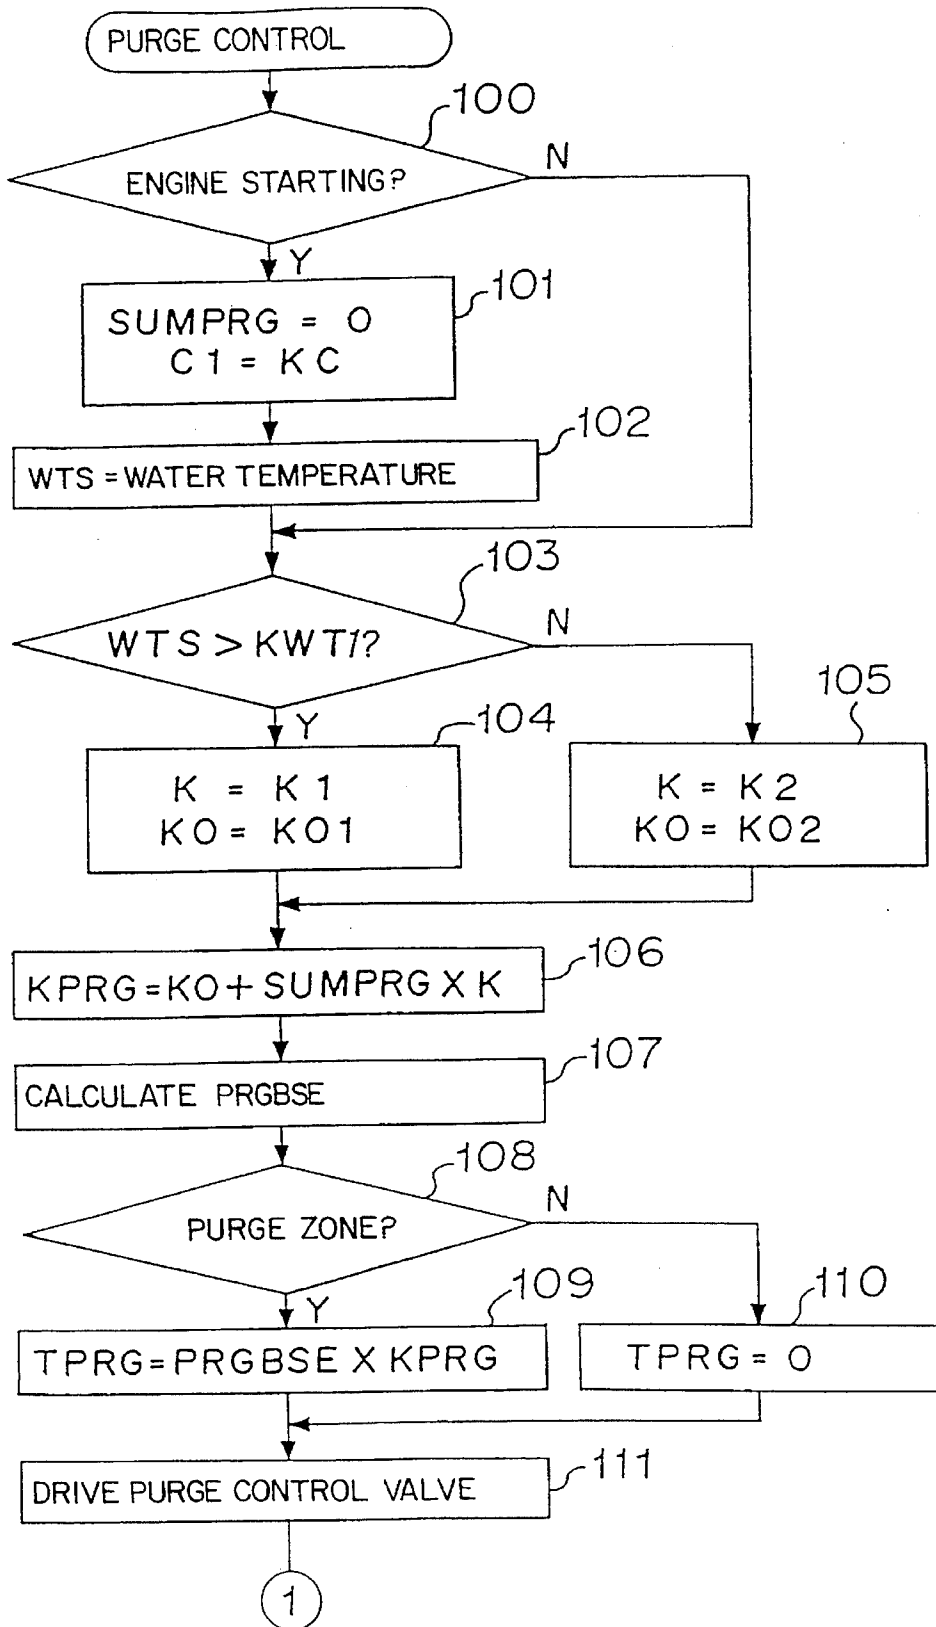 PURGE CONTROL
100
ENGINE STARTING?
N
Y
101
SUMPRG = 0
C1 = KC
102
WTS = WATER TEMPERATURE
103
WTS > KWT1?
N
Y
104
105
K = K1
K0 = K01
K = K2
K0 = K02
106
KPRG = K0 + SUMPRG X K
107
CALCULATE PRGBSE
108
PURGE ZONE?
N
Y
109
110
TPRG = PRGBSE X KPRG
TPRG = 0
111
DRIVE PURGE CONTROL VALVE
1